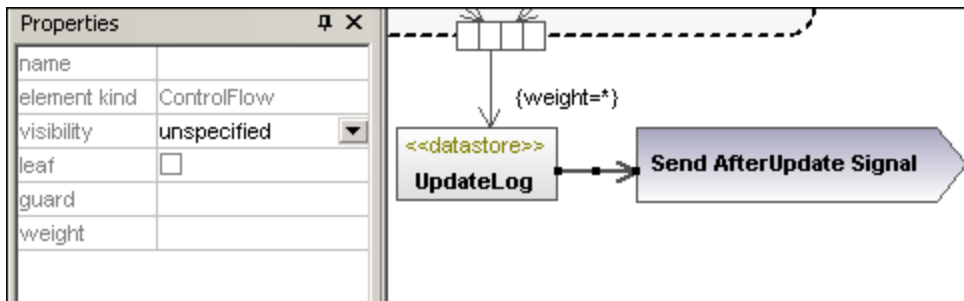 Properties
name
element kind ControlFlow
visibility unspecified
leaf
guard
weight
{weight=*}
<<datastore>>
UpdateLog
Send AfterUpdate Signal